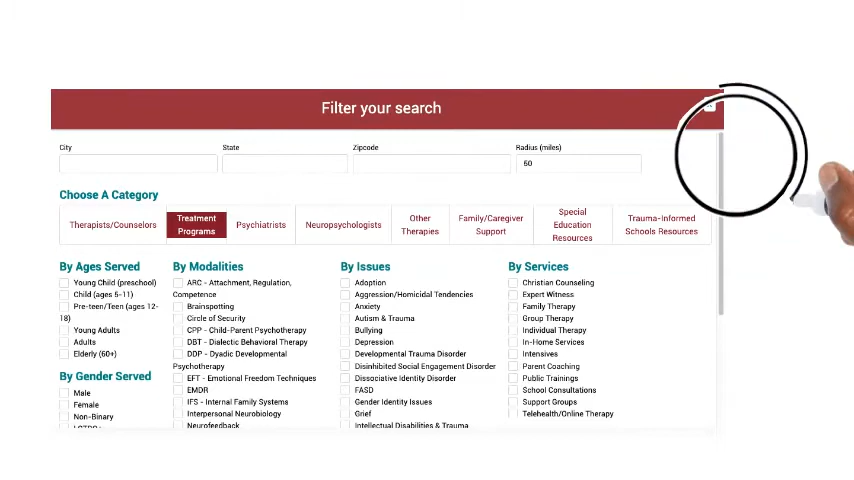 Filter your search
City State Zipcode Radius (miles)
50
Choose A Category
Therapists/Counselors
Treatment
Programs
Psychiatrists
Neuropsychologists
Other
Therapies
Family/Caregiver
Support
Special
Education
Resources
Trauma-Informed
Schools Resources
By Ages Served
Young Child (preschool)
Child (ages 5-11)
Pre-teen/Teen (ages 12-
18)
Young Adults
Adults
Elderly (60+)
By Gender Served
Male
Female
Non-Binary
By Modalities
ARC - Attachment, Regulation,
Competence
Brainspotting
Circle of Security
CPP - Child-Parent Psychotherapy
DBT - Dialectic Behavioral Therapy
DDP - Dyadic Developmental
Psychotherapy
EFT - Emotional Freedom Techniques
EMDR
IFS - Internal Family Systems
Interpersonal Neurobiology
Neurofeedback
By Issues
Adoption
Aggression/Homicidal Tendencies
Anxiety
Autism & Trauma
Bullying
Depression
Developmental Trauma Disorder
Disinhibited Social Engagement Disorder
Dissociative Identity Disorder
FASD
Gender Identity Issues
Grief
Intellectual Disabilities & Trauma
By Services
Christian Counseling
Expert Witness
Family Therapy
Group Therapy
Individual Therapy
In-Home Services
Intensives
Parent Coaching
Public Trainings
School Consultations
Support Groups
Telehealth/Online Therapy